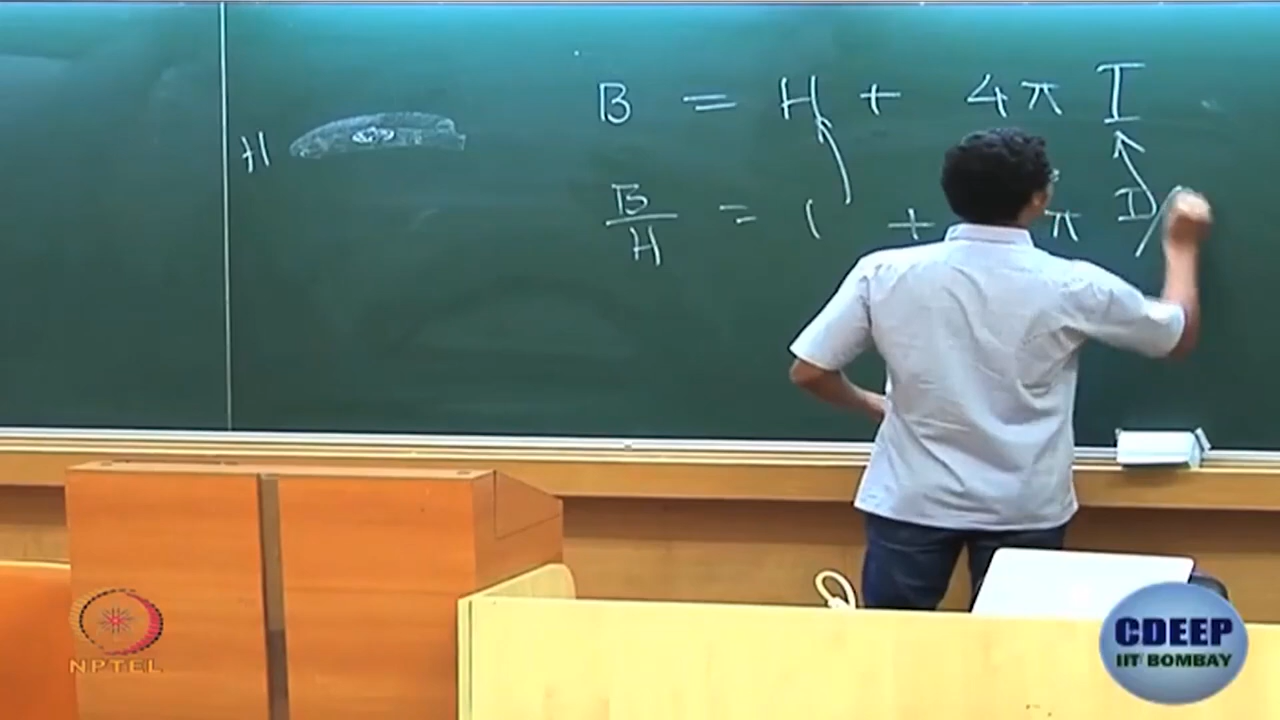 B = H + 4π I
H
B/H = 1 + π I
NPTEL
CDEEP
IIT BOMBAY